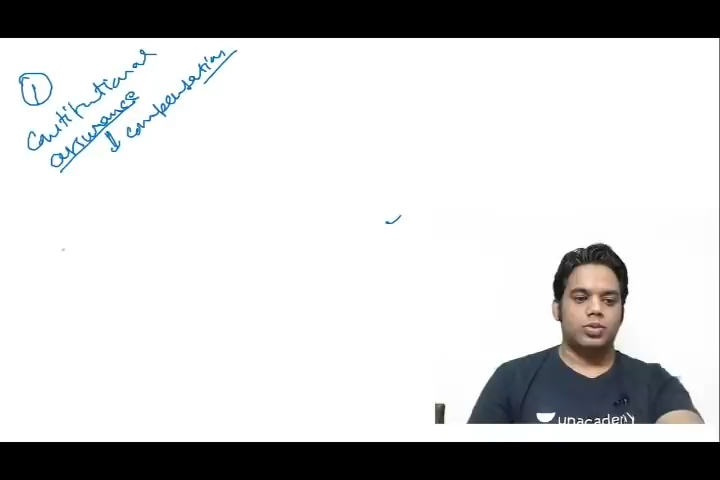 1
Constitutional
assurance
compensation
unacademy